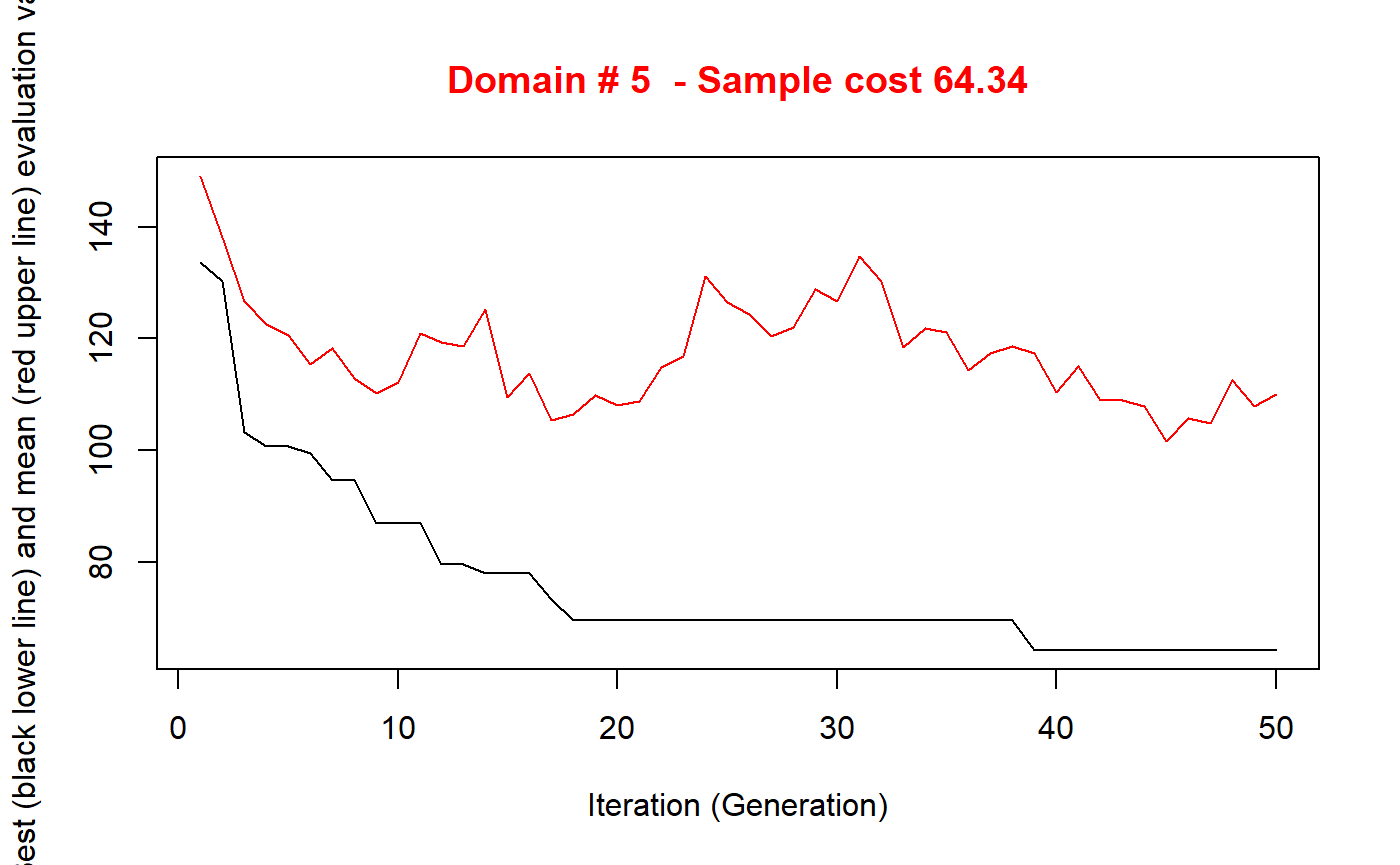 Domain # 5  - Sample cost 64.34
(black lower line) and mean (red upper line) evaluation
140
120
100
80
0 10 20 30 40 50
Iteration (Generation)